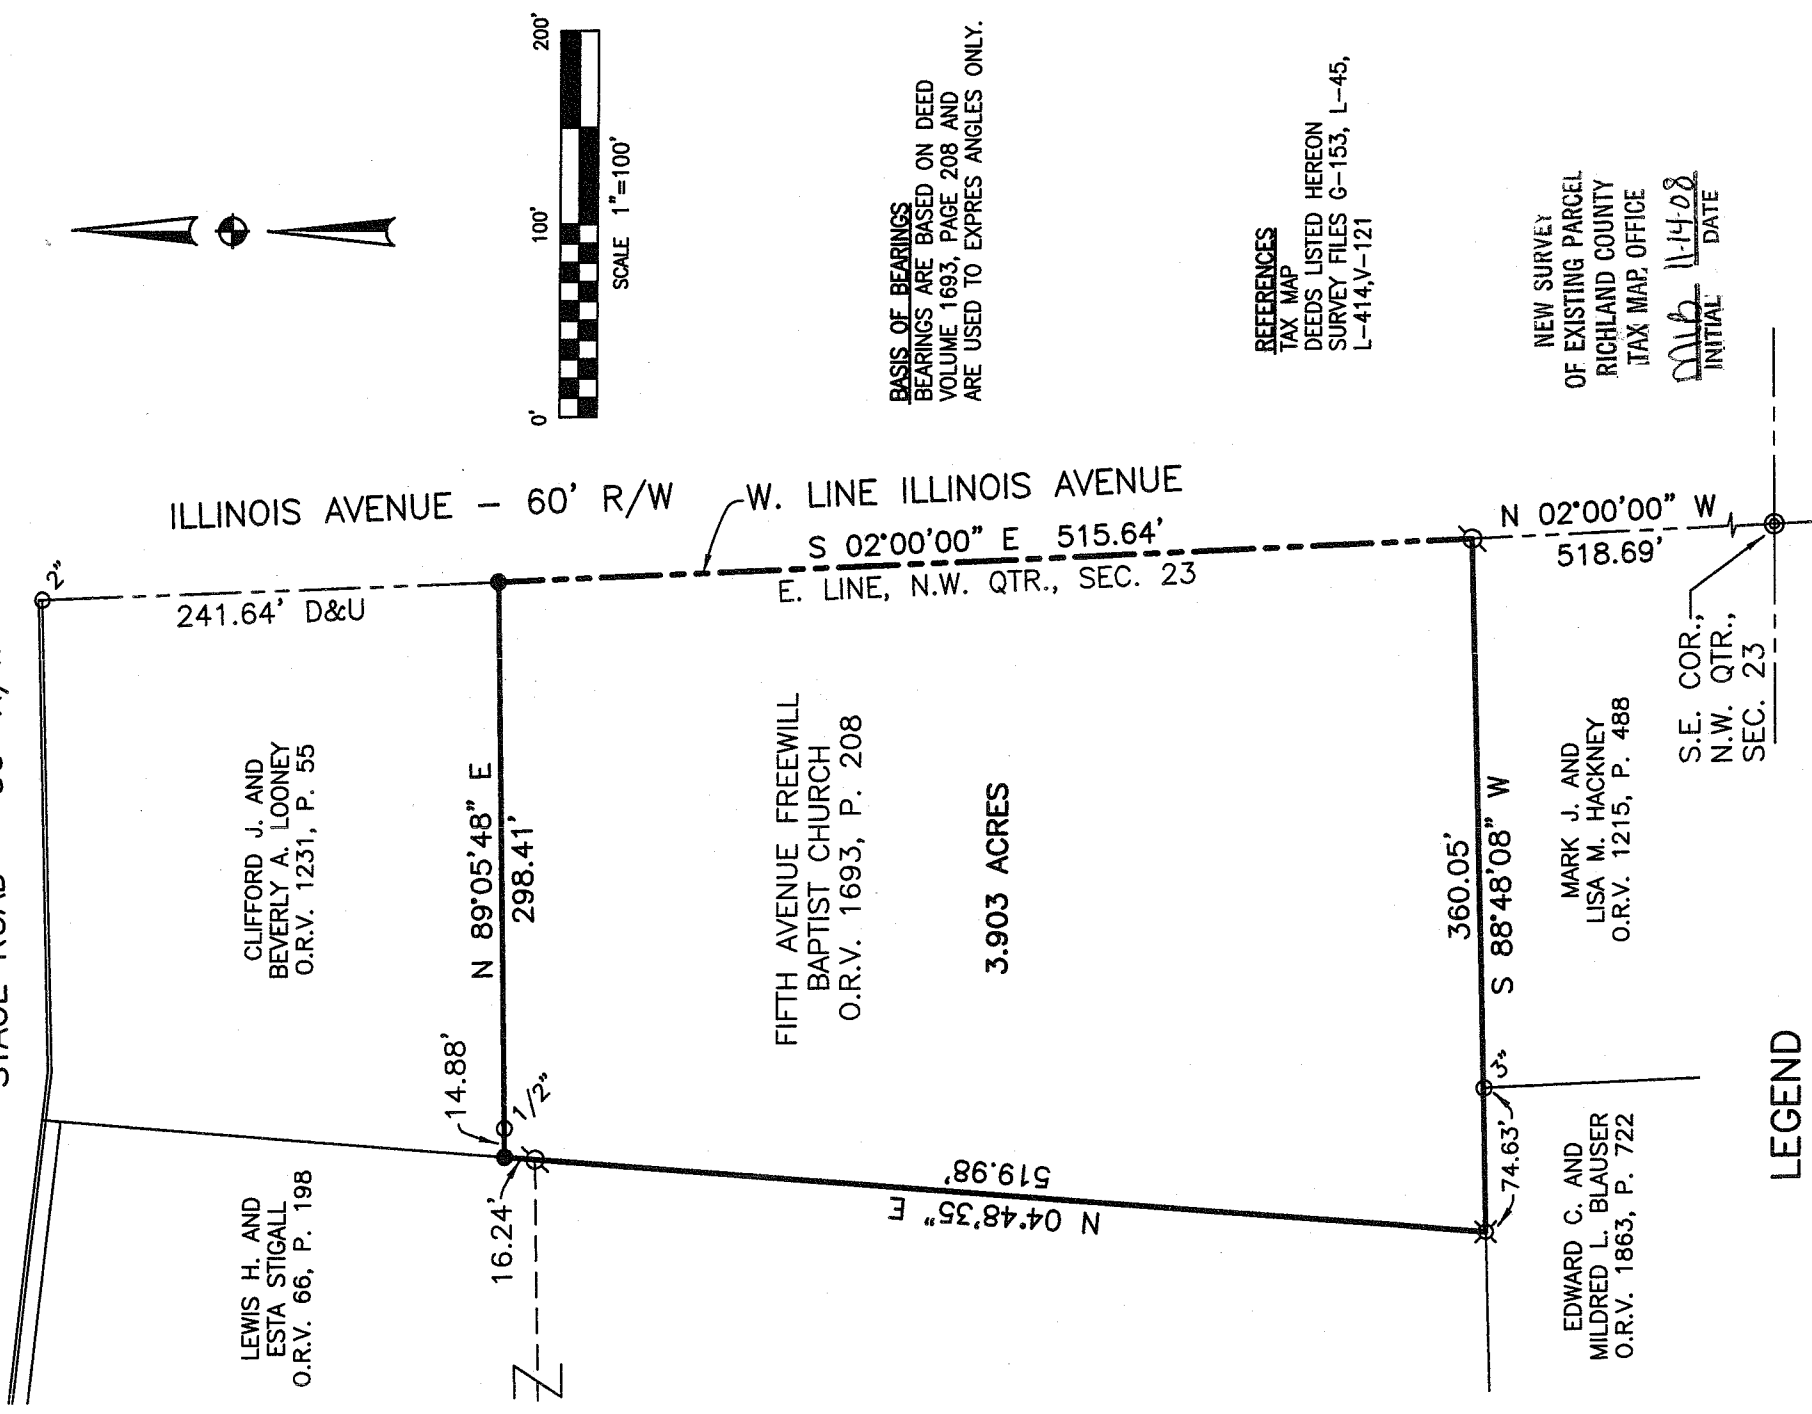 0' 100' 200'
SCALE 1"=100'
BASIS OF BEARINGS
BEARINGS ARE BASED ON DEED
VOLUME 1693, PAGE 208 AND
ARE USED TO EXPRES ANGLES ONLY.
REFERENCES
TAX MAP
DEEDS LISTED HEREON
SURVEY FILES G-153, L-45,
L-414,V-121
NEW SURVEY
OF EXISTING PARCEL
RICHLAND COUNTY
TAX MAP OFFICE
11-14-08
INITIAL DATE
ILLINOIS AVENUE - 60' R/W
W. LINE ILLINOIS AVENUE
S 02°00'00" E 515.64'
E. LINE, N.W. QTR., SEC. 23
N 02°00'00" W
518.69'
2"
241.64' D&U
CLIFFORD J. AND
BEVERLY A. LOONEY
O.R.V. 1231, P. 55
N 89°05'48" E
298.41'
14.88'
1/2"
16.24'
FIFTH AVENUE FREEWILL
BAPTIST CHURCH
O.R.V. 1693, P. 208
3.903 ACRES
360.05'
S 88°48'08" W
MARK J. AND
LISA M. HACKNEY
O.R.V. 1215, P. 488
S.E. COR.,
N.W. QTR.,
SEC. 23
LEWIS H. AND
ESTA STIGALL
O.R.V. 66, P. 198
519.98'
N 04°48'35" E
3"
74.63'
EDWARD C. AND
MILDRED L. BLAUSER
O.R.V. 1863, P. 722
LEGEND